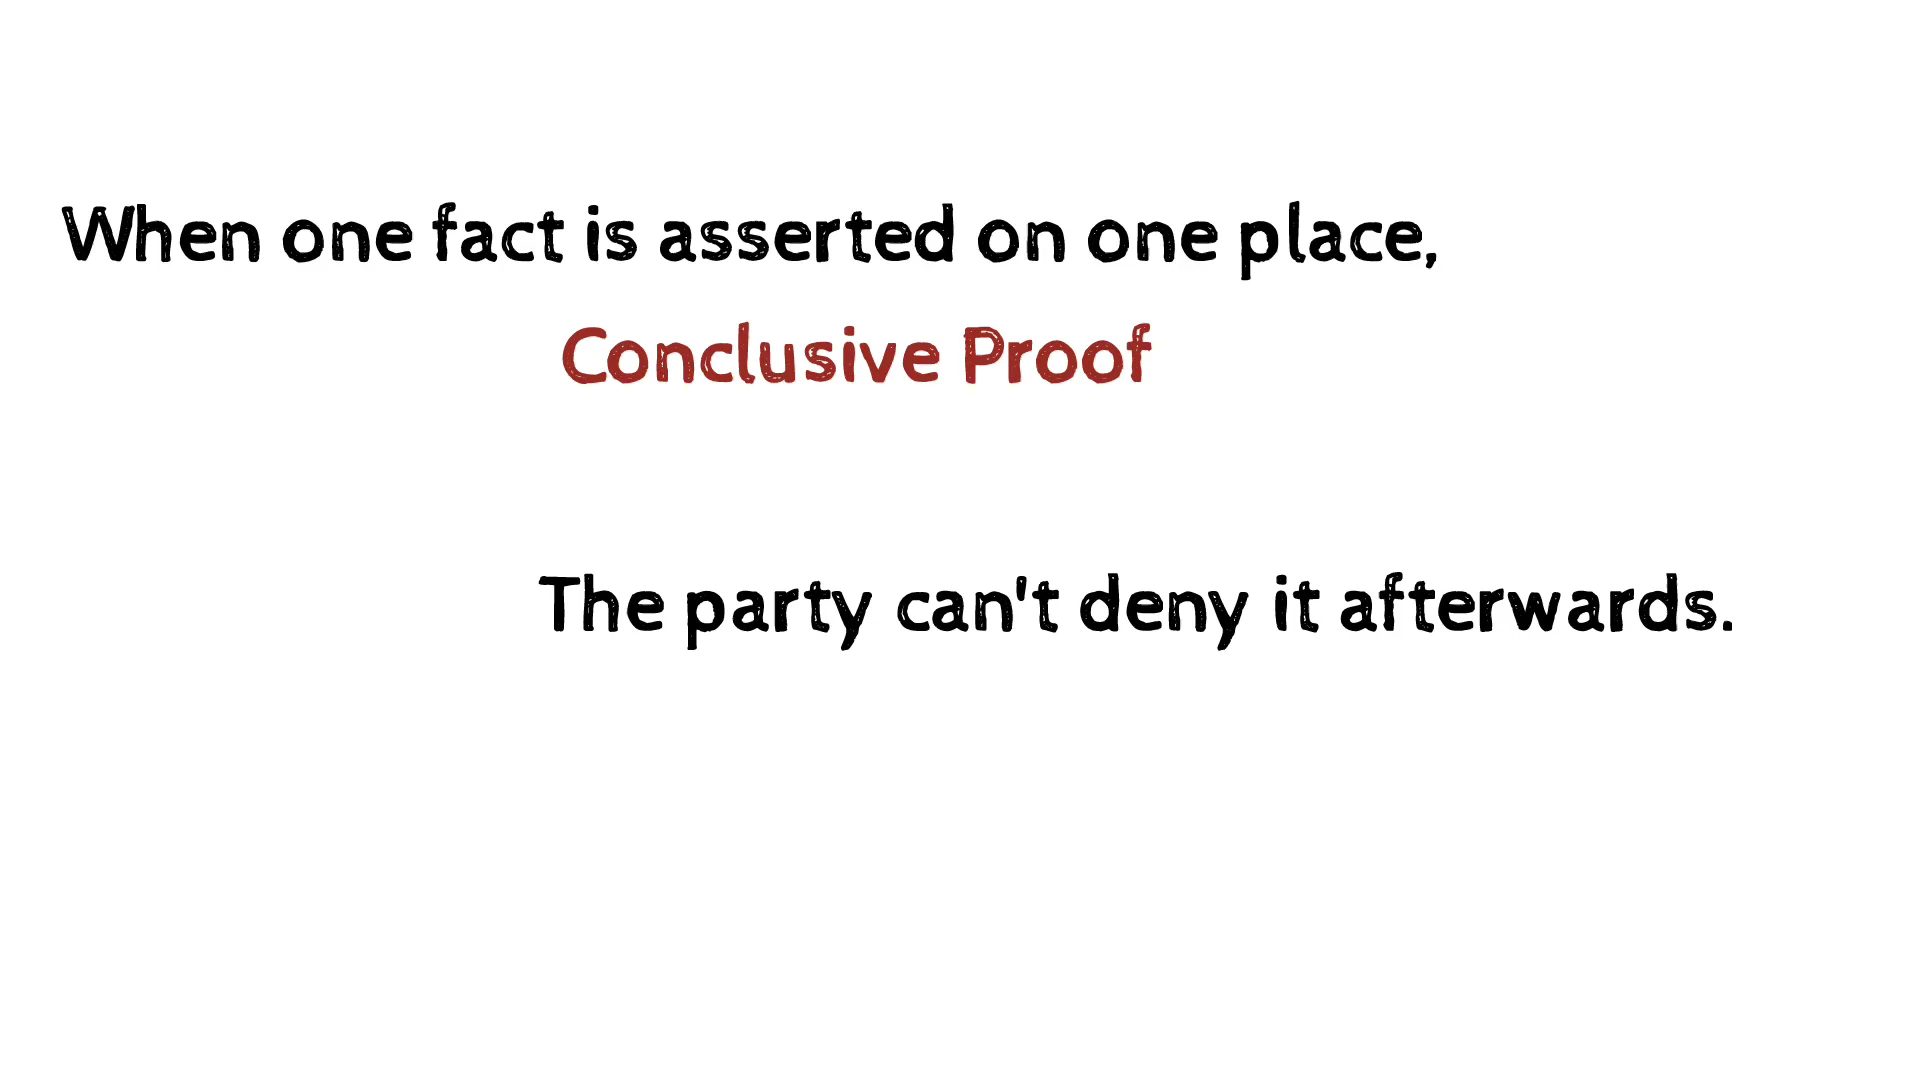 When one fact is asserted on one place,
Conclusive Proof
The party can't deny it afterwards.